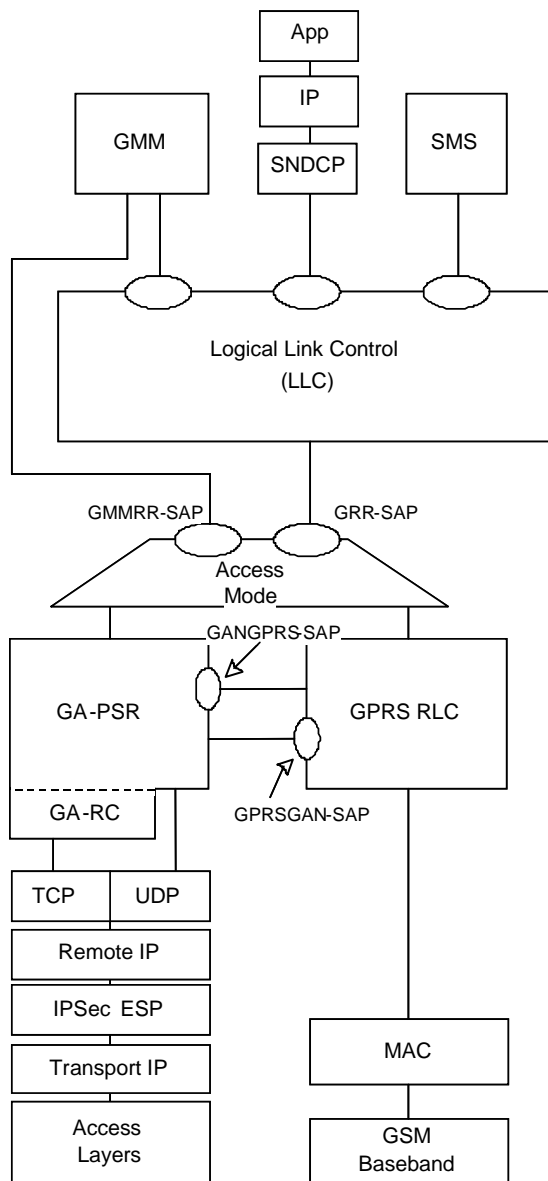 App
IP
GMM
SNDCP
SMS
Logical Link Control
(LLC)
GMMRR-SAP
GRR-SAP
Access
Mode
GANGPRS-SAP
GA-PSR
GPRS RLC
GA-RC
GPRSGAN-SAP
TCP
UDP
Remote IP
IPSec ESP
Transport IP
MAC
Access
Layers
GSM
Baseband